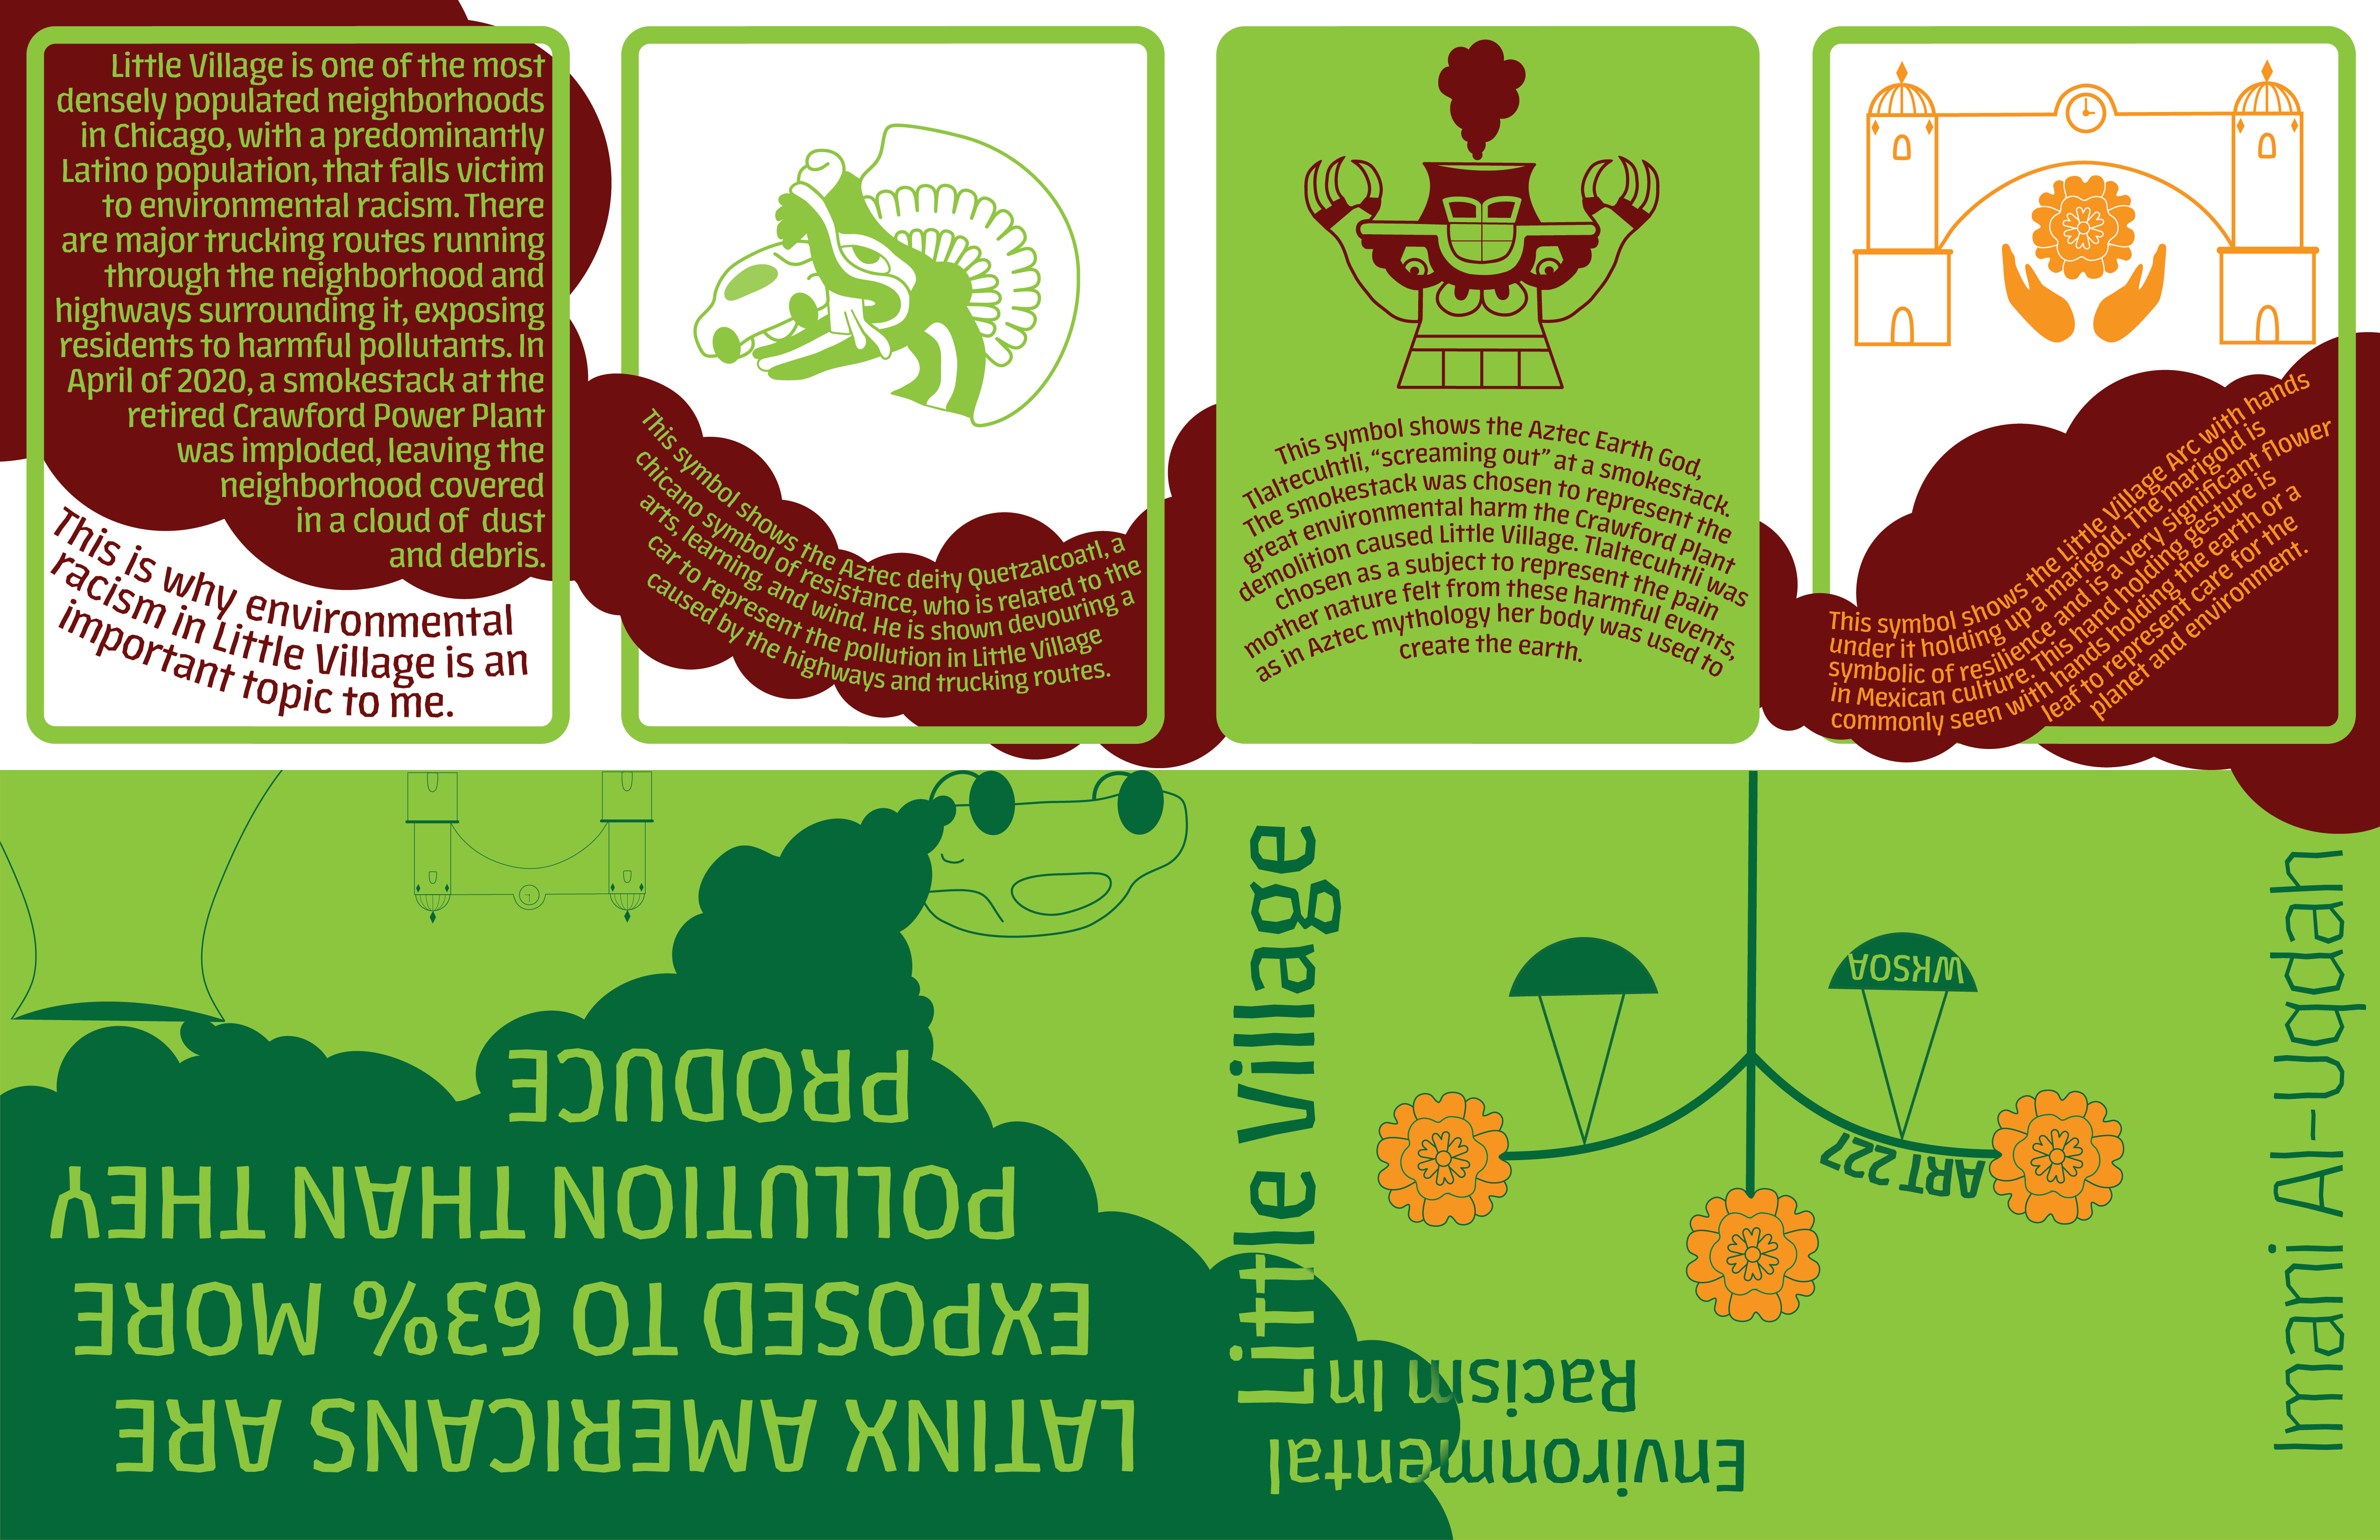 Little Village is one of the most
densely populated neighborhoods
in Chicago, with a predominantly
Latino population, that falls victim
to environmental racism. There
are major trucking routes running
through the neighborhood and
highways surrounding it, exposing
residents to harmful pollutants. In
April of 2020, a smokestack at the
retired Crawford Power Plant
was imploded, leaving the
neighborhood covered
in a cloud of dust
and debris.
This is why environmental
racism in Little Village is an
important topic to me.
This symbol shows the Aztec deity Quetzalcoatl, a
chicano symbol of resistance, who is related to the
arts, learning, and wind. He is shown devouring a
car to represent the pollution in Little Village
caused by the highways and trucking routes.
This symbol shows the Aztec Earth God,
Tlaltecuhtli, “screaming out” at a smokestack.
The smokestack was chosen to represent the
great environmental harm the Crawford Plant
demolition caused Little Village. Tlaltecuhtli was
chosen as a subject to represent the pain
mother nature felt from these harmful events,
as in Aztec mythology her body was used to
create the earth.
This symbol shows the Little Village Arc with hands
under it holding up a marigold. The marigold is
symbolic of resilience and is a very significant flower
in Mexican culture. This hand holding gesture is
commonly seen with hands holding the earth or a
leaf to represent care for the
planet and environment.
LATINX AMERICANS ARE
EXPOSED TO 63% MORE
POLLUTION THAN THEY
PRODUCE
Environmental
Racism In
Little Village
ART 227
WRSOA
Imani Al-Uqdah